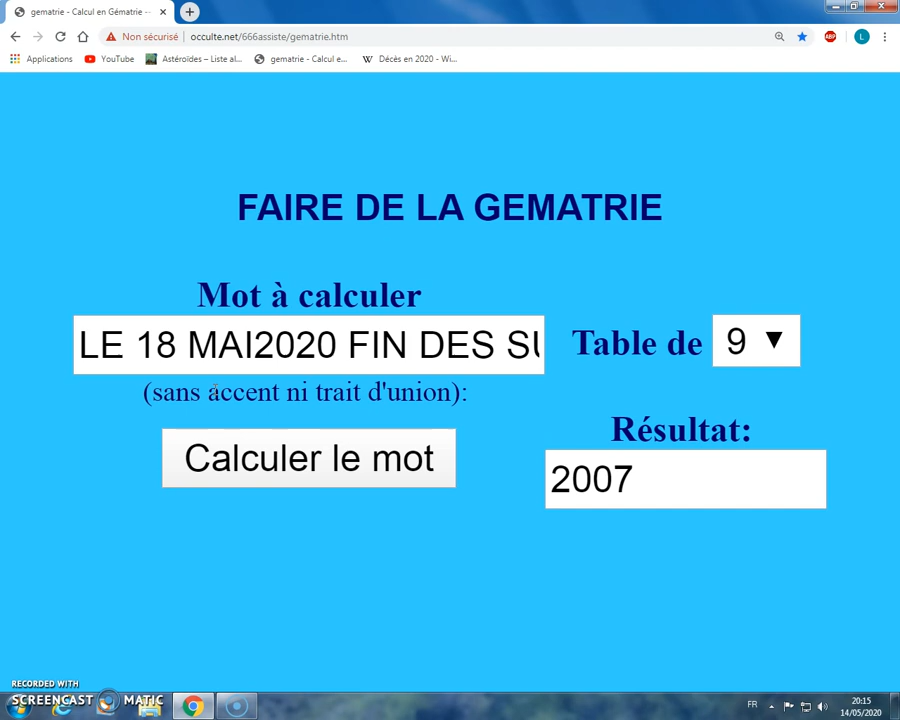 gematrie - Calcul en Gématrie --
Non sécurisé | occulte.net/666assiste/gematrie.htm
ABP
L
Applications YouTube Astéroïdes – Liste al... gematrie - Calcul e... W Décès en 2020 - Wi...
FAIRE DE LA GEMATRIE
Mot à calculer
LE 18 MAI2020 FIN DES SU
Table de 9
(sans accent ni trait d'union):
Calculer le mot
Résultat:
2007
RECORDED WITH
SCREENCAST MATIC
FR
20:15
14/05/2020